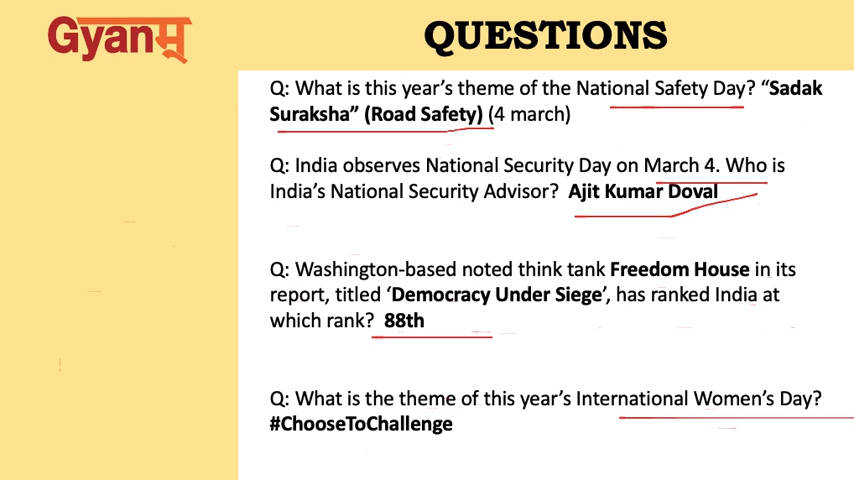 Gyanम्
QUESTIONS
Q: What is this year’s theme of the National Safety Day? “Sadak
Suraksha” (Road Safety) (4 march)
Q: India observes National Security Day on March 4. Who is
India’s National Security Advisor? Ajit Kumar Doval
Q: Washington-based noted think tank Freedom House in its
report, titled ‘Democracy Under Siege’, has ranked India at
which rank? 88th
Q: What is the theme of this year’s International Women’s Day?
#ChooseToChallenge